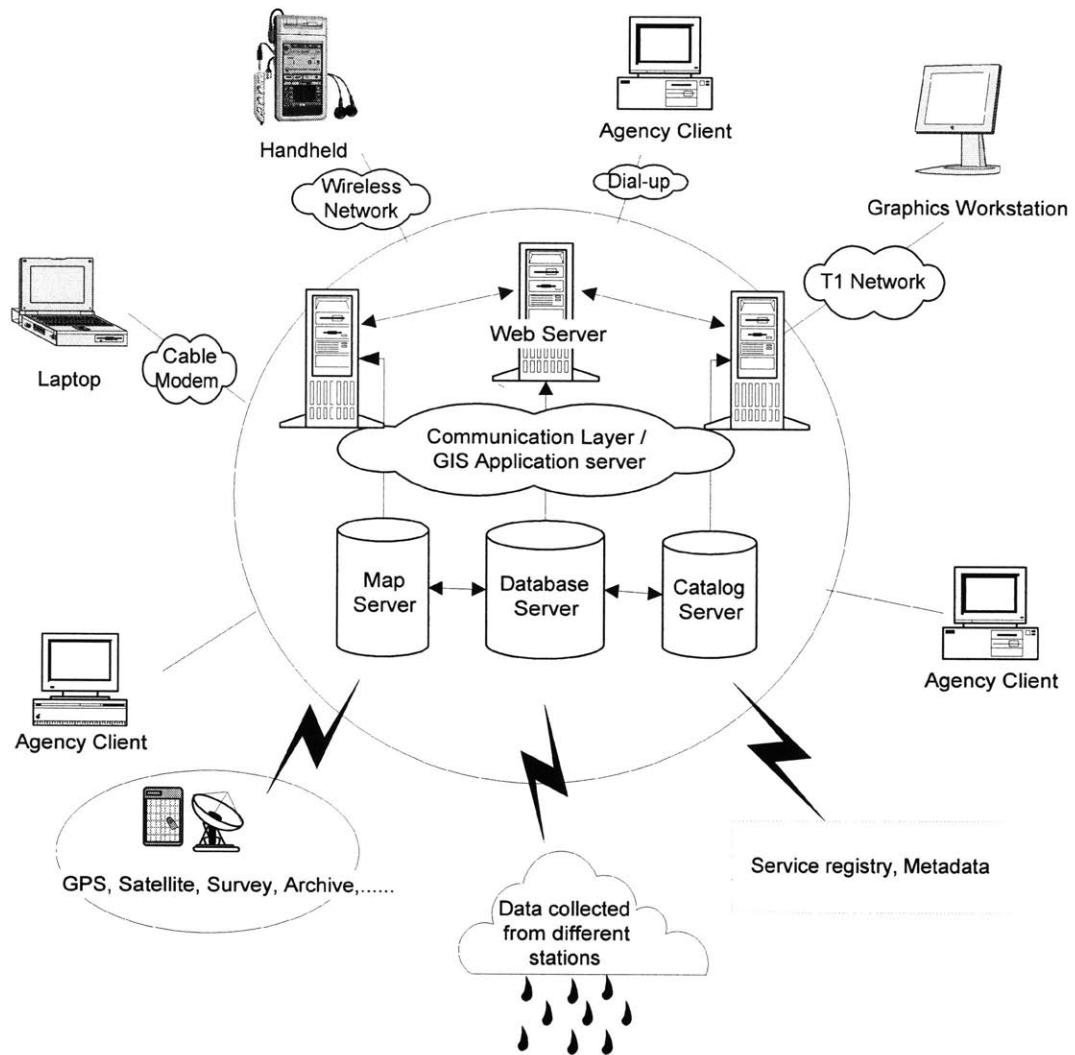 Handheld
Agency Client
Wireless
Network
Dial-up
Graphics Workstation
T1 Network
Web Server
Cable
Modem
Laptop
Communication Layer /
GIS Application server
Map
Server
Database
Server
Catalog
Server
Agency Client
Agency Client
GPS, Satellite, Survey, Archive,......
Service registry, Metadata
Data collected
from different
stations